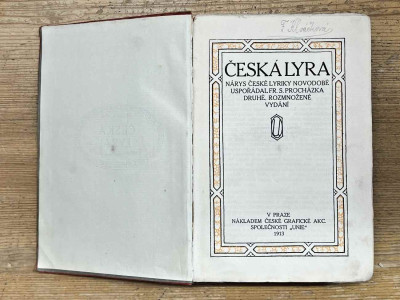 ČESKÁ LYRA
NÁRYS ČESKÉ LYRIKY NOVODOBÉ
USPOŘÁDAL FR. S. PROCHÁZKA
DRUHÉ, ROZMNOŽENÉ
VYDÁNÍ
V PRAZE
NÁKLADEM ČESKÉ GRAFICKÉ AKC.
SPOLEČNOSTI „UNIE“
1913